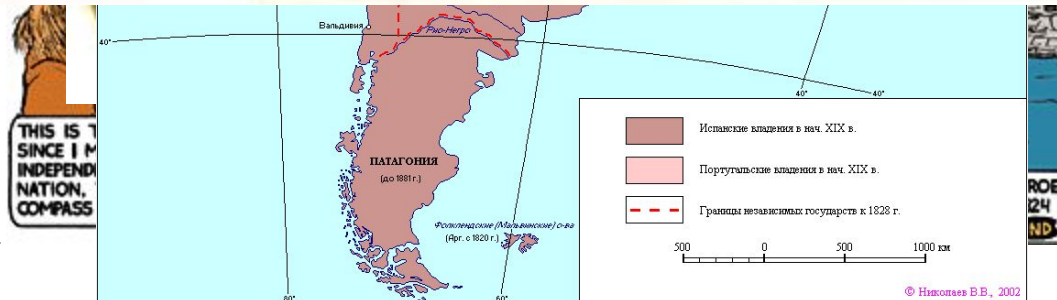 Вальдивия
Рио-Негро
40°
40°
40°
THIS IS
SINCE I
INDEPEND
NATION.
COMPASS
ПАТАГОНИЯ
(до 1881 г.)
Фолклендские (Мальвинские) о-ва
(Арг. с 1820 г.)
Испанские владения в нач. XIX в.
Португальские владения в нач. XIX в.
Границы независимых государств к 1828 г.
500 0 500 1000 км
© Николаев В.В., 2002
24